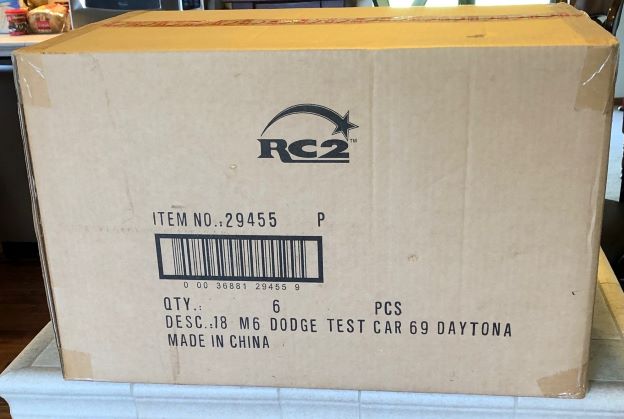 RC2™
ITEM NO.:29455 P
0 00 36881 29455 9
QTY.: 6 PCS
DESC.:18 M6 DODGE TEST CAR 69 DAYTONA
MADE IN CHINA